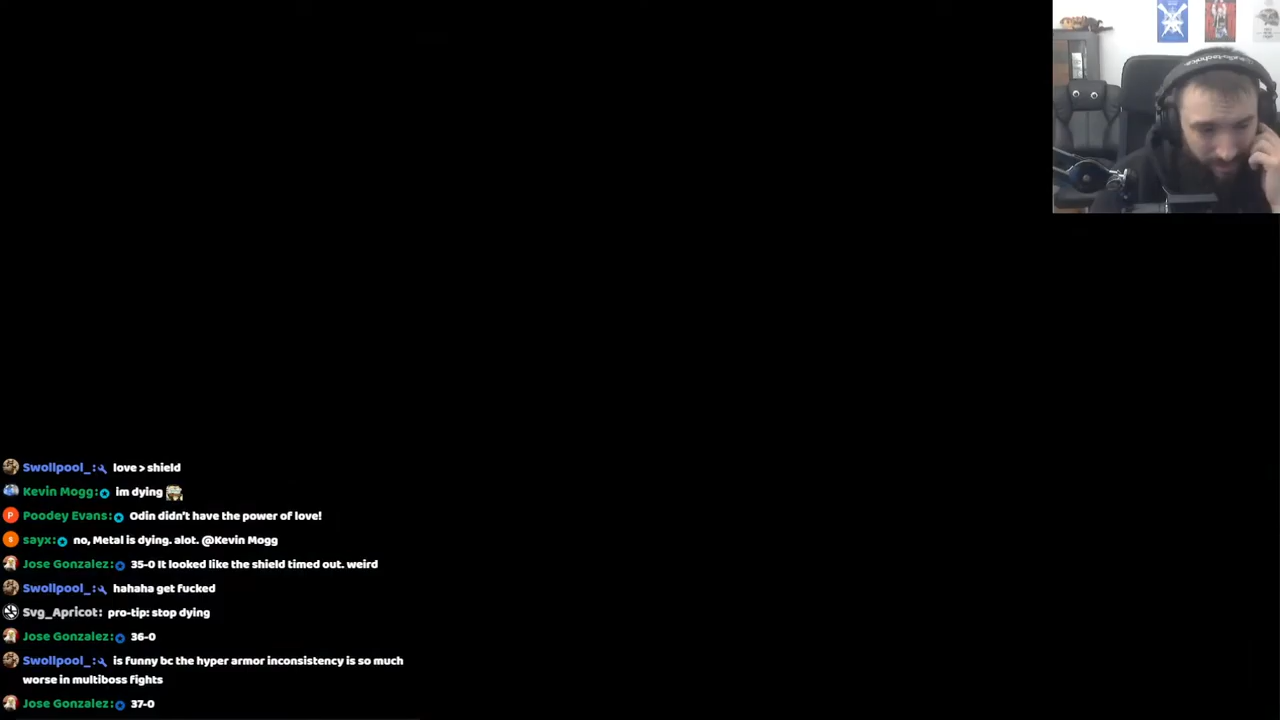 audio-technica
Swollpool_: love > shield
Kevin Mogg: im dying
Poodey Evans: Odin didn't have the power of love!
sayx: no, Metal is dying. alot. @Kevin Mogg
Jose Gonzalez: 35-0 It looked like the shield timed out. weird
Swollpool_: hahaha get fucked
Svg_Apricot: pro-tip: stop dying
Jose Gonzalez: 36-0
Swollpool_: is funny bc the hyper armor inconsistency is so much
worse in multiboss fights
Jose Gonzalez: 37-0